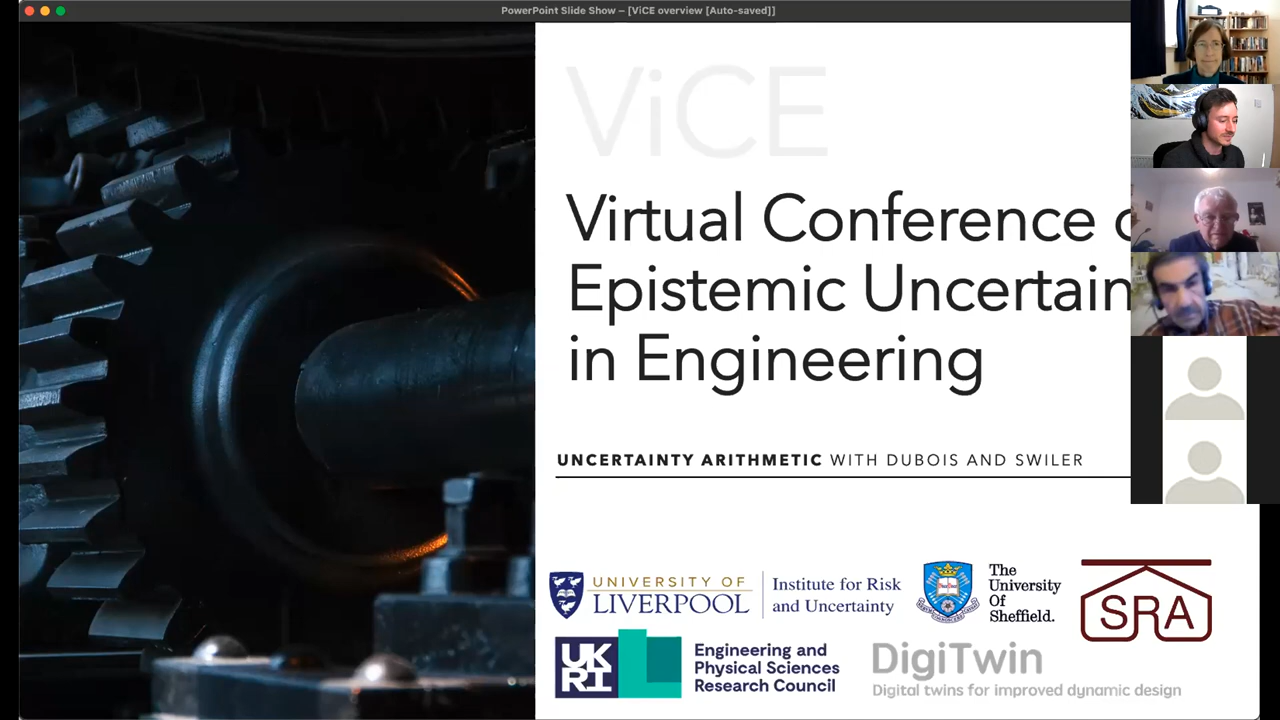 PowerPoint Slide Show – [ViCE overview [Auto-saved]]
ViCE
Virtual Conference
Epistemic Uncertain
in Engineering
UNCERTAINTY ARITHMETIC WITH DUBOIS AND SWILER
UNIVERSITY OF
LIVERPOOL
Institute for Risk
and Uncertainty
The
University
Of
Sheffield.
SRA
UK
RI
Engineering and
Physical Sciences
Research Council
DigiTwin
Digital twins for improved dynamic design